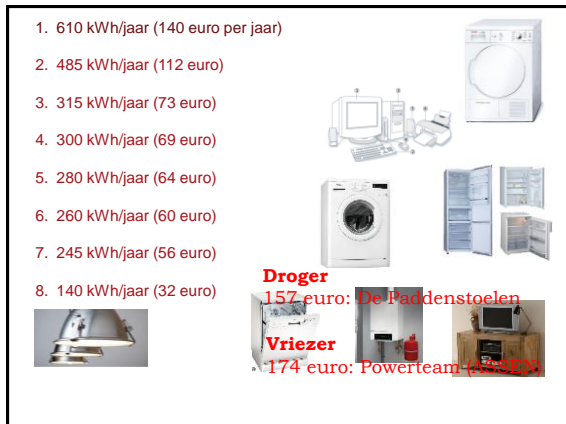 1. 610 kWh/jaar (140 euro per jaar)
2. 485 kWh/jaar (112 euro)
3. 315 kWh/jaar (73 euro)
4. 300 kWh/jaar (69 euro)
5. 280 kWh/jaar (64 euro)
6. 260 kWh/jaar (60 euro)
7. 245 kWh/jaar (56 euro)
8. 140 kWh/jaar (32 euro)
Droger
157 euro: De Paddenstoelen
Vriezer
174 euro: Powerteam (ASSEN)